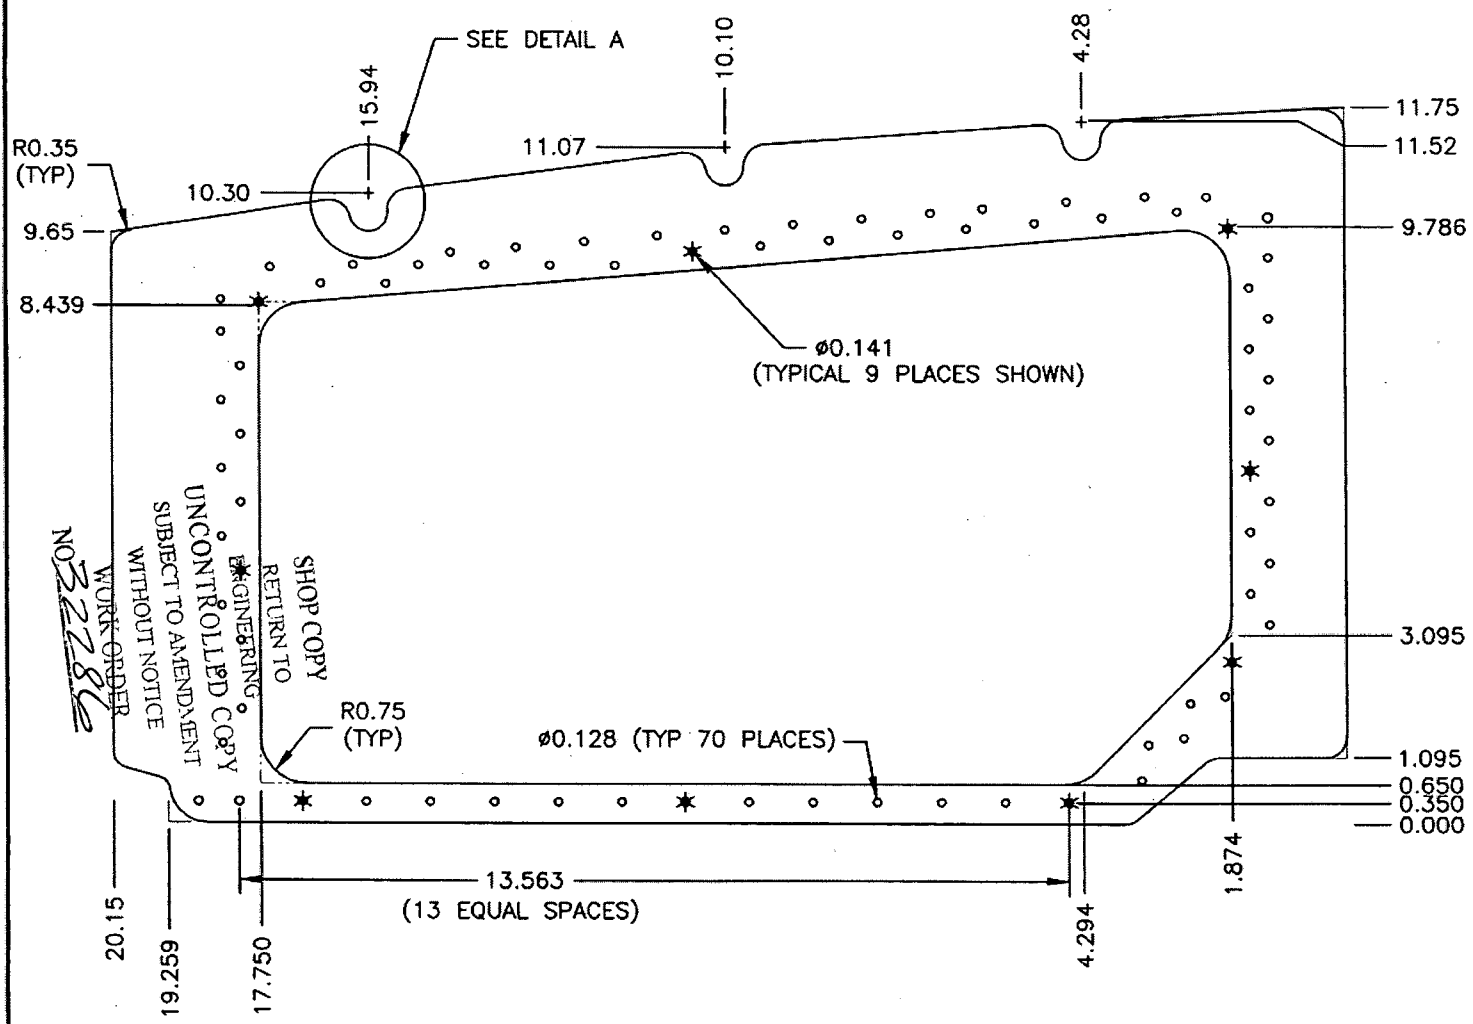 SEE DETAIL A
15.94
10.10
4.28
11.75
11.52
R0.35
(TYP)
11.07
10.30
9.65
9.786
8.439
ø0.141
(TYPICAL 9 PLACES SHOWN)
SHOP COPY
RETURN TO
ENGINEERING
UNCONTROLLED COPY
SUBJECT TO AMENDMENT
WITHOUT NOTICE
WORK ORDER
NO 32286
3.095
R0.75
(TYP)
ø0.128 (TYP 70 PLACES)
1.095
0.650
0.350
0.000
13.563
(13 EQUAL SPACES)
20.15
19.259
17.750
4.294
1.874